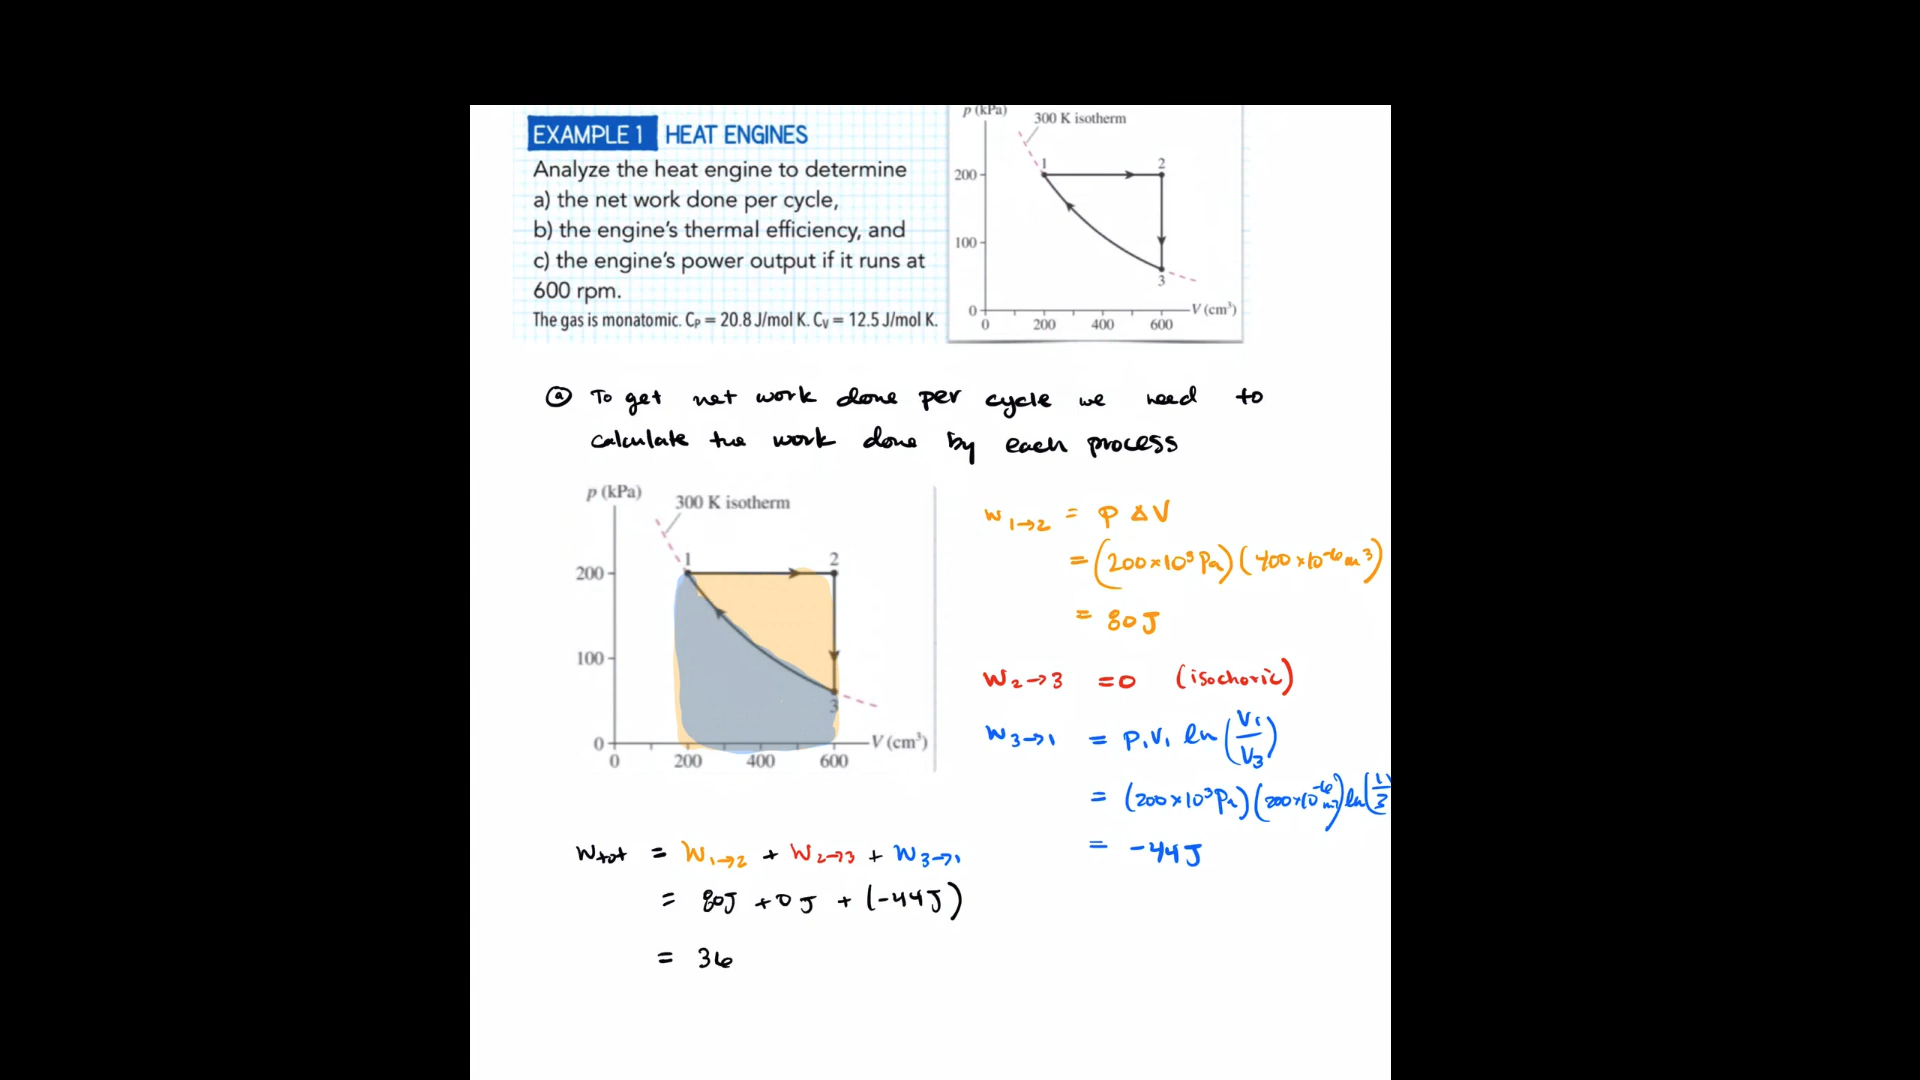 EXAMPLE 1 HEAT ENGINES
Analyze the heat engine to determine
a) the net work done per cycle,
b) the engine's thermal efficiency, and
c) the engine's power output if it runs at
600 rpm.
The gas is monatomic. Cₚ = 20.8 J/mol K. Cᵥ = 12.5 J/mol K.
p (kPa)
300 K isotherm
1 2
200
100
3
0
V (cm³)
0 200 400 600
ⓐ To get net work done per cycle we need to
calculate the work done by each process
p (kPa)
300 K isotherm
1 2
200
100
3
0
V (cm³)
0 200 400 600
W₁→₂ = P ΔV
= (200×10³ Pa) (400×10⁻⁶ m³)
= 80 J
W₂→₃ = 0 (isochoric)
W₃→₁ = P₁V₁ ln (V₁/V₃)
= (200×10³ Pa) (200×10⁻⁶ m³) ln (1/3
= -44 J
Wtot = W₁→₂ + W₂→₃ + W₃→₁
= 80J + 0J + (-44J)
= 36